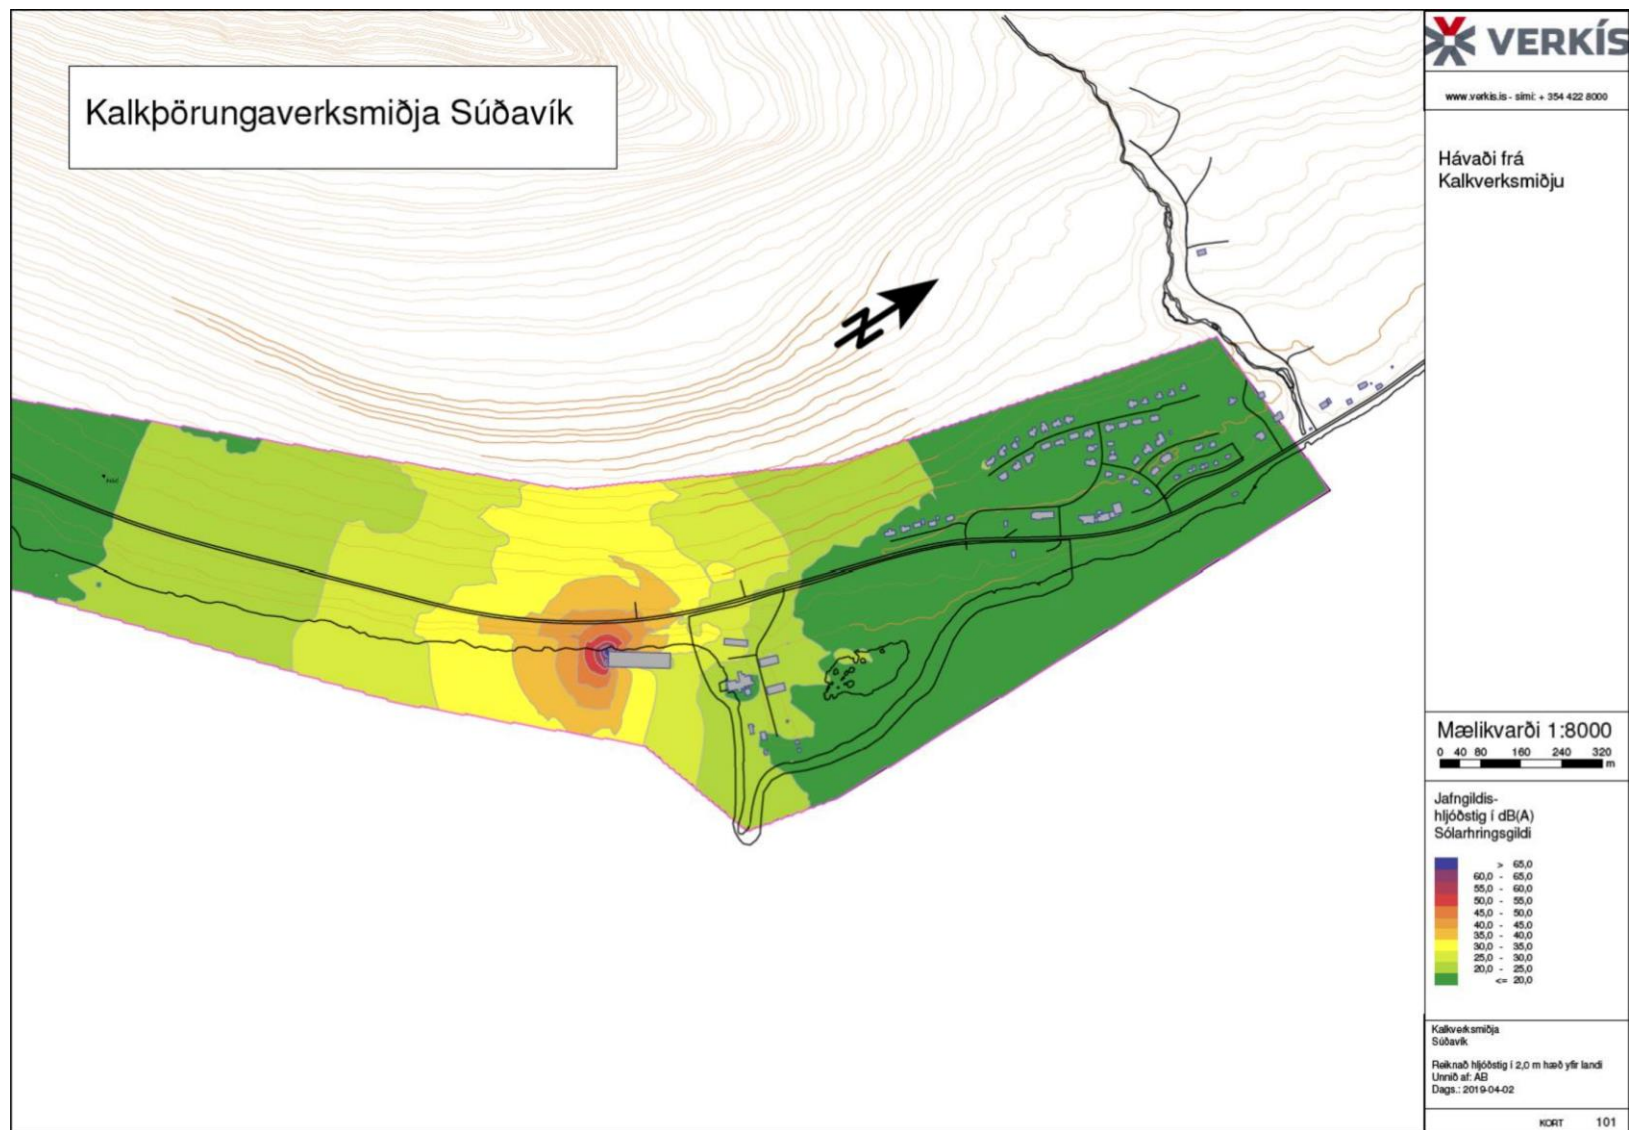 Kalkþörungaverksmiðja Súðavík
Z
VERKÍS
www.verkis.is - sími: + 354 422 8000
Hávaði frá
Kalkverksmiðju
Mælikvarði 1:8000
0 40 80 160 240 320
m
Jafngildis-
hljóðstig í dB(A)
Sólarhringsgildi
> 65,0
60,0 - 65,0
55,0 - 60,0
50,0 - 55,0
45,0 - 50,0
40,0 - 45,0
35,0 - 40,0
30,0 - 35,0
25,0 - 30,0
20,0 - 25,0
<= 20,0
Kalkverksmiðja
Súðavík
Reiknað hljóðstig í 2,0 m hæð yfir landi
Unnið af: AB
Dags.: 2019-04-02
KORT 101